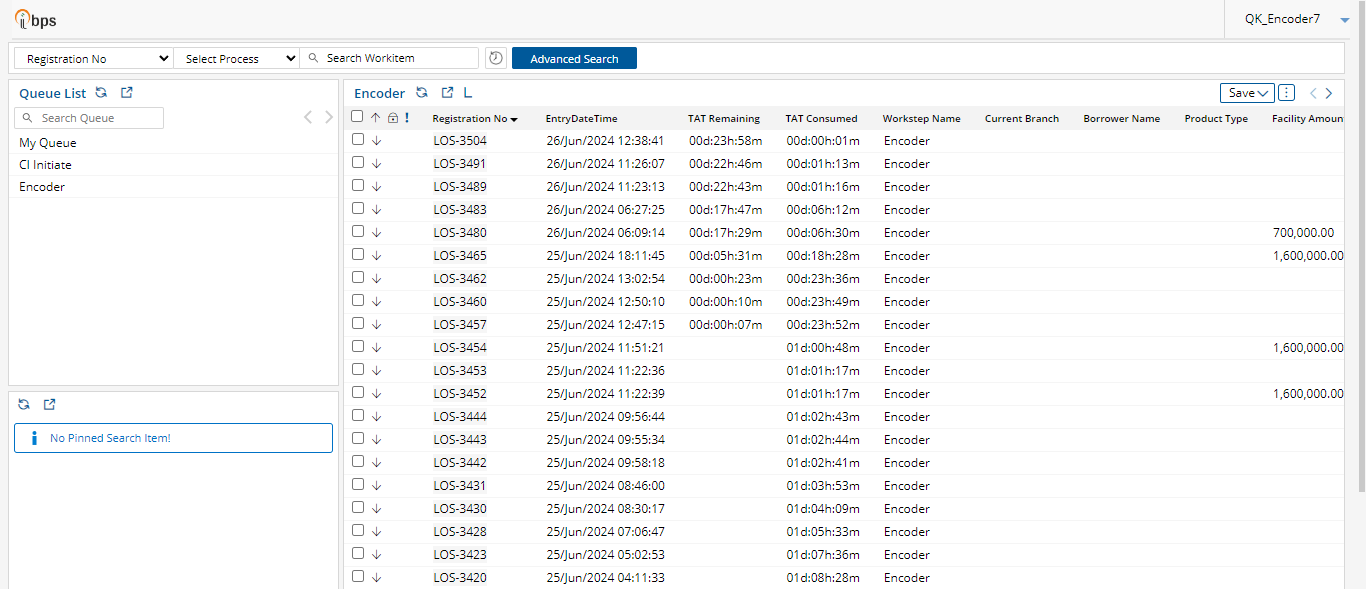 ibps QK_Encoder7
Registration No Select Process Search Workitem Advanced Search
Queue List
Search Queue
My Queue
CI Initiate
Encoder
No Pinned Search Item!
Encoder L Save
Registration No EntryDateTime TAT Remaining TAT Consumed Workstep Name Current Branch Borrower Name Product Type Facility Amoun
LOS-3504 26/Jun/2024 12:38:41 00d:23h:58m 00d:00h:01m Encoder
LOS-3491 26/Jun/2024 11:26:07 00d:22h:46m 00d:01h:13m Encoder
LOS-3489 26/Jun/2024 11:23:13 00d:22h:43m 00d:01h:16m Encoder
LOS-3483 26/Jun/2024 06:27:25 00d:17h:47m 00d:06h:12m Encoder
LOS-3480 26/Jun/2024 06:09:14 00d:17h:29m 00d:06h:30m Encoder 700,000.00
LOS-3465 25/Jun/2024 18:11:45 00d:05h:31m 00d:18h:28m Encoder 1,600,000.00
LOS-3462 25/Jun/2024 13:02:54 00d:00h:23m 00d:23h:36m Encoder
LOS-3460 25/Jun/2024 12:50:10 00d:00h:10m 00d:23h:49m Encoder
LOS-3457 25/Jun/2024 12:47:15 00d:00h:07m 00d:23h:52m Encoder
LOS-3454 25/Jun/2024 11:51:21 01d:00h:48m Encoder 1,600,000.00
LOS-3453 25/Jun/2024 11:22:36 01d:01h:17m Encoder
LOS-3452 25/Jun/2024 11:22:39 01d:01h:17m Encoder 1,600,000.00
LOS-3444 25/Jun/2024 09:56:44 01d:02h:43m Encoder
LOS-3443 25/Jun/2024 09:55:34 01d:02h:44m Encoder
LOS-3442 25/Jun/2024 09:58:18 01d:02h:41m Encoder
LOS-3431 25/Jun/2024 08:46:00 01d:03h:53m Encoder
LOS-3430 25/Jun/2024 08:30:17 01d:04h:09m Encoder
LOS-3428 25/Jun/2024 07:06:47 01d:05h:33m Encoder
LOS-3423 25/Jun/2024 05:02:53 01d:07h:36m Encoder
LOS-3420 25/Jun/2024 04:11:33 01d:08h:28m Encoder